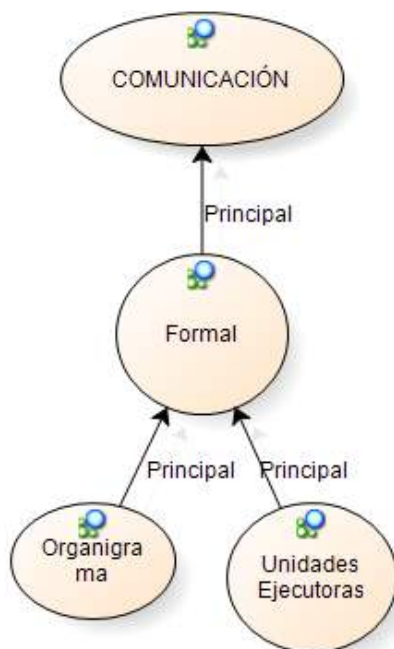 COMUNICACIÓN
Principal
Formal
Principal
Principal
Organigra
ma
Unidades
Ejecutoras